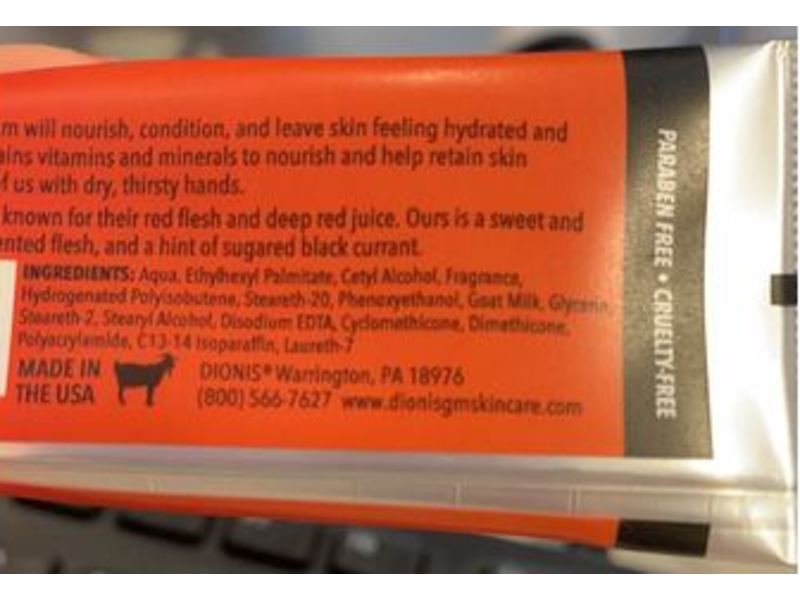 m will nourish, condition, and leave skin feeling hydrated and
ains vitamins and minerals to nourish and help retain skin
f us with dry, thirsty hands.
known for their red flesh and deep red juice. Ours is a sweet and
ented flesh, and a hint of sugared black currant.
INGREDIENTS: Aqua, Ethylhexyl Palmitate, Cetyl Alcohol, Fragrance,
Hydrogenated Polyisobutene, Steareth-20, Phenoxyethanol, Goat Milk, Glycerin,
Steareth-2, Stearyl Alcohol, Disodium EDTA, Cyclomethicone, Dimethicone,
Polyacrylamide, C13-14 Isoparaffin, Laureth-7
MADE IN
THE USA
DIONIS® Warrington, PA 18976
(800) 566-7627 www.dionisgmskincare.com
PARABEN FREE • CRUELTY-FREE